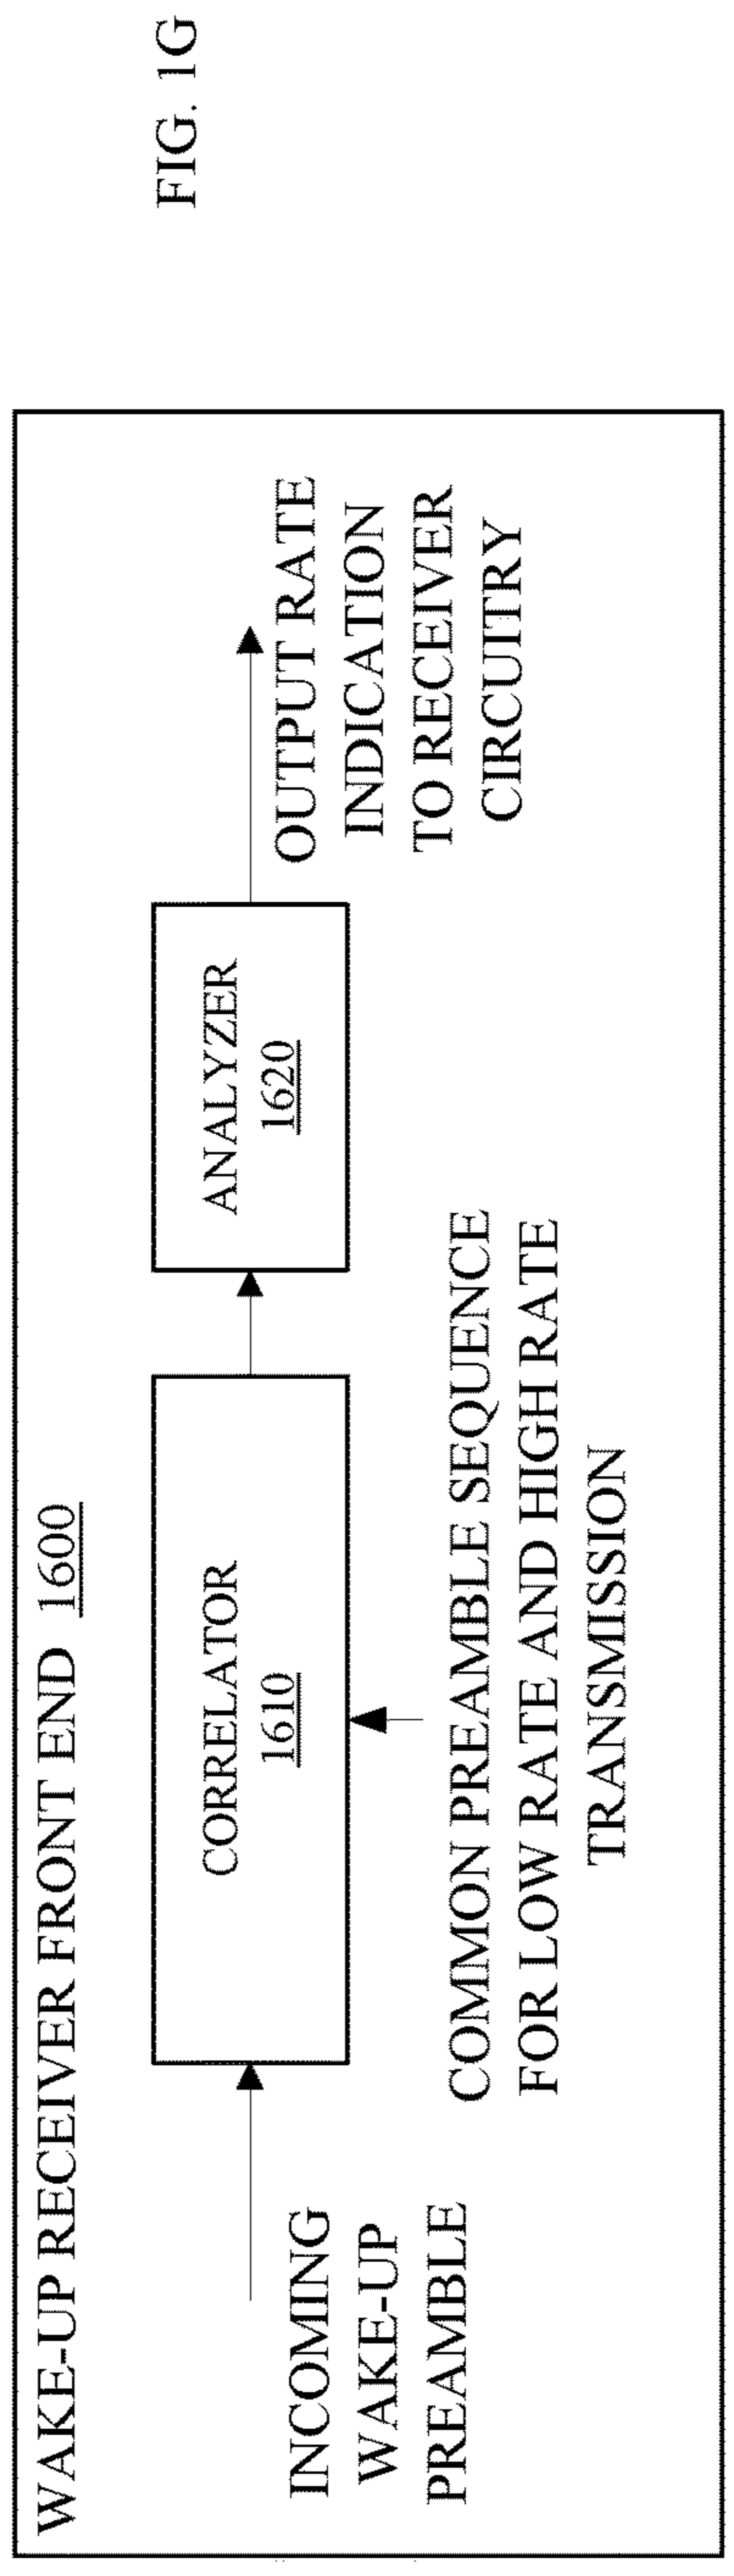 WAKE-UP RECEIVER FRONT END 1600
INCOMING
WAKE-UP
PREAMBLE
CORRELATOR
1610
COMMON PREAMBLE SEQUENCE
FOR LOW RATE AND HIGH RATE
TRANSMISSION
ANALYZER
1620
OUTPUT RATE
INDICATION
TO RECEIVER
CIRCUITRY
FIG. 1G